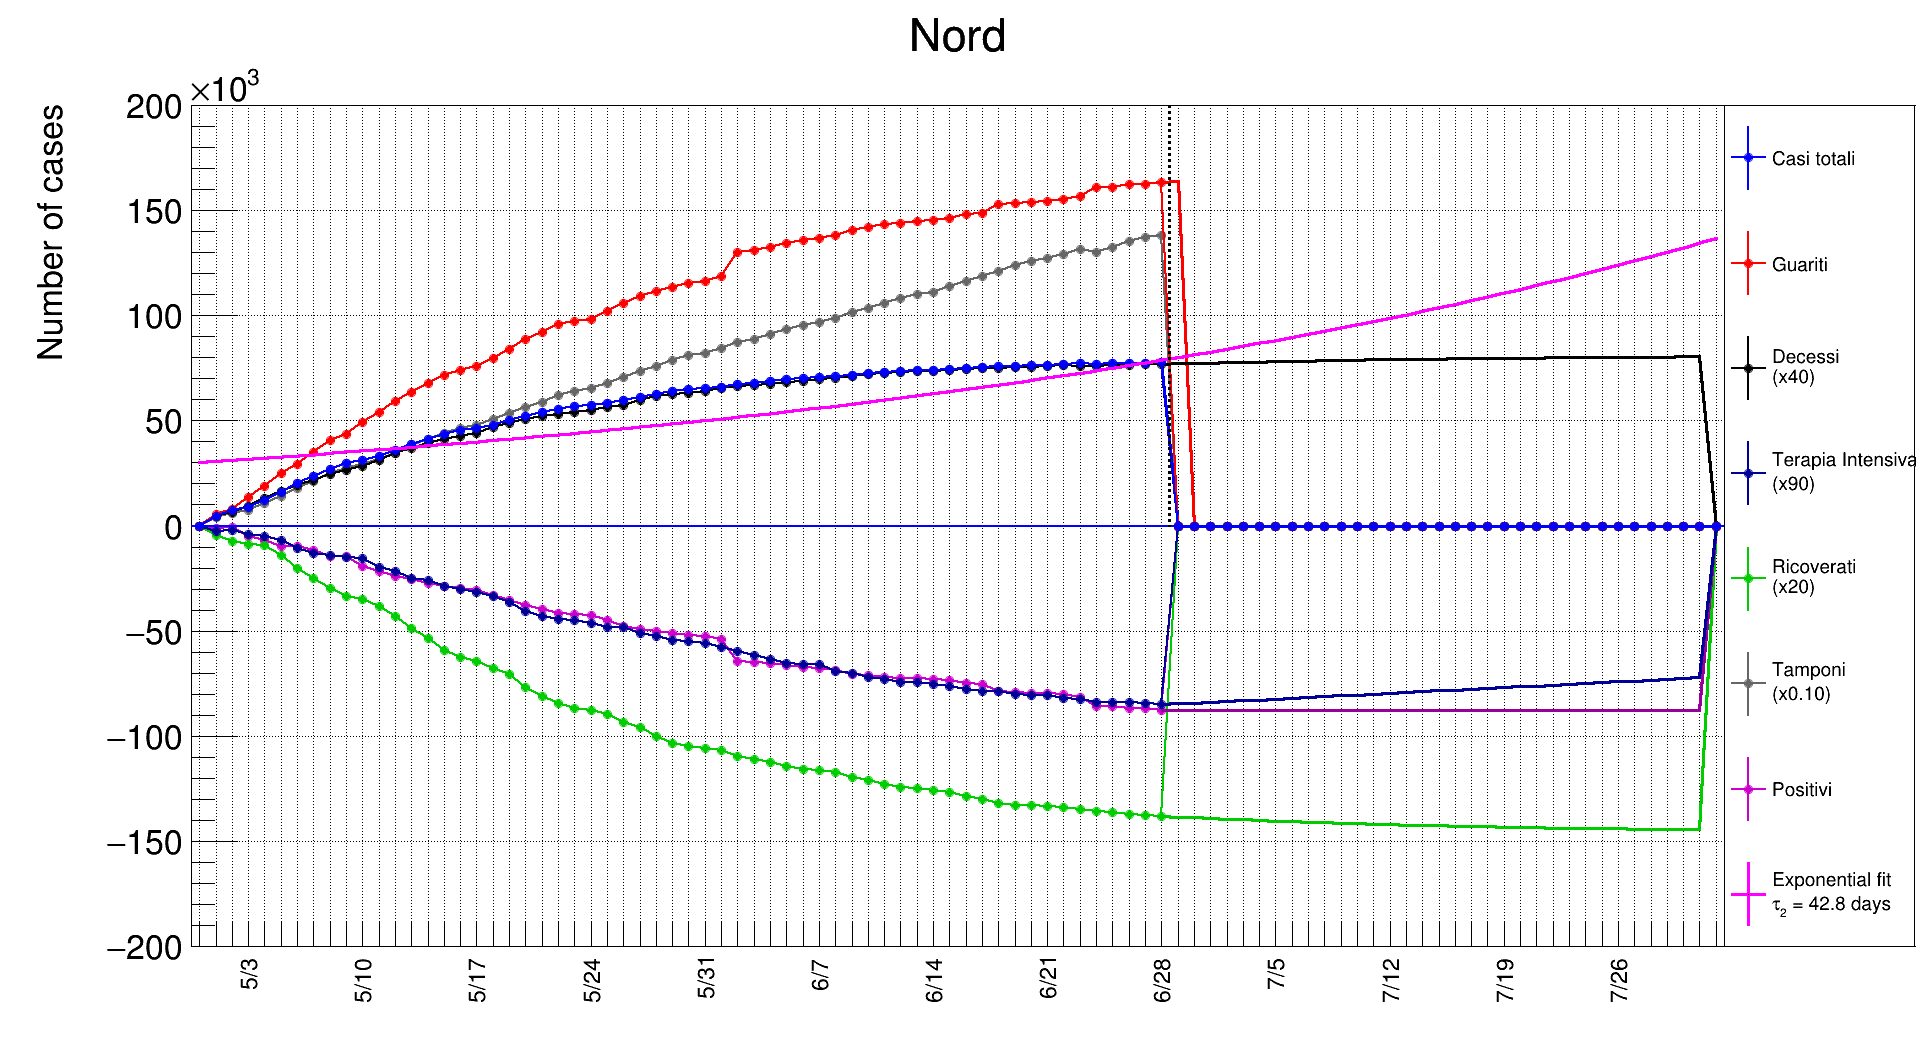 Nord
×10³
Number of cases
200
150
100
50
0
−50
−100
−150
−200
5/3
5/10
5/17
5/24
5/31
6/7
6/14
6/21
6/28
7/5
7/12
7/19
7/26
Casi totali
Guariti
Decessi
(x40)
Terapia Intensiva
(x90)
Ricoverati
(x20)
Tamponi
(x0.10)
Positivi
Exponential fit
τ₂ = 42.8 days